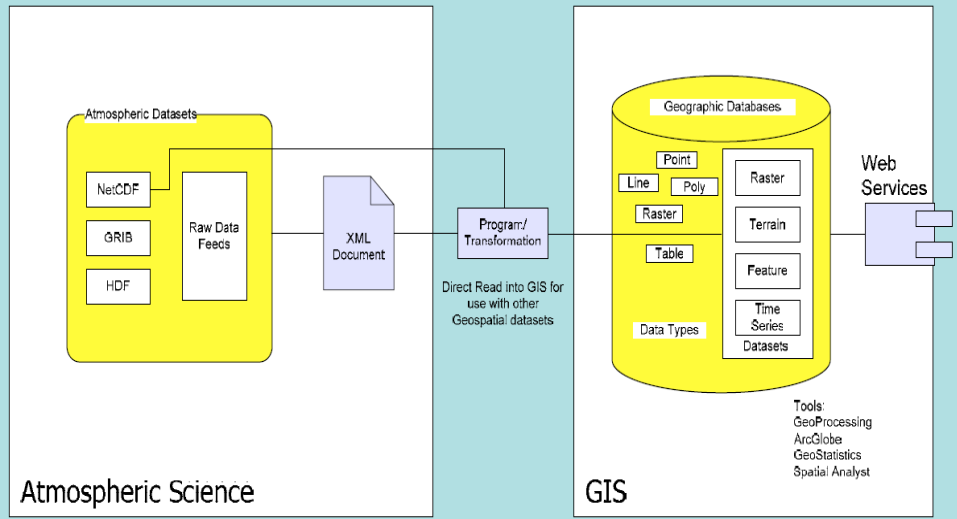 Atmospheric Datasets
NetCDF
GRIB
HDF
Raw Data
Feeds
XML
Document
Program/
Transformation
Direct Read into GIS for
use with other
Geospatial datasets
Atmospheric Science
Geographic Databases
Point
Line
Poly
Raster
Table
Data Types
Raster
Terrain
Feature
Time
Series
Datasets
Web
Services
Tools:
GeoProcessing
ArcGlobe
GeoStatistics
Spatial Analyst
GIS